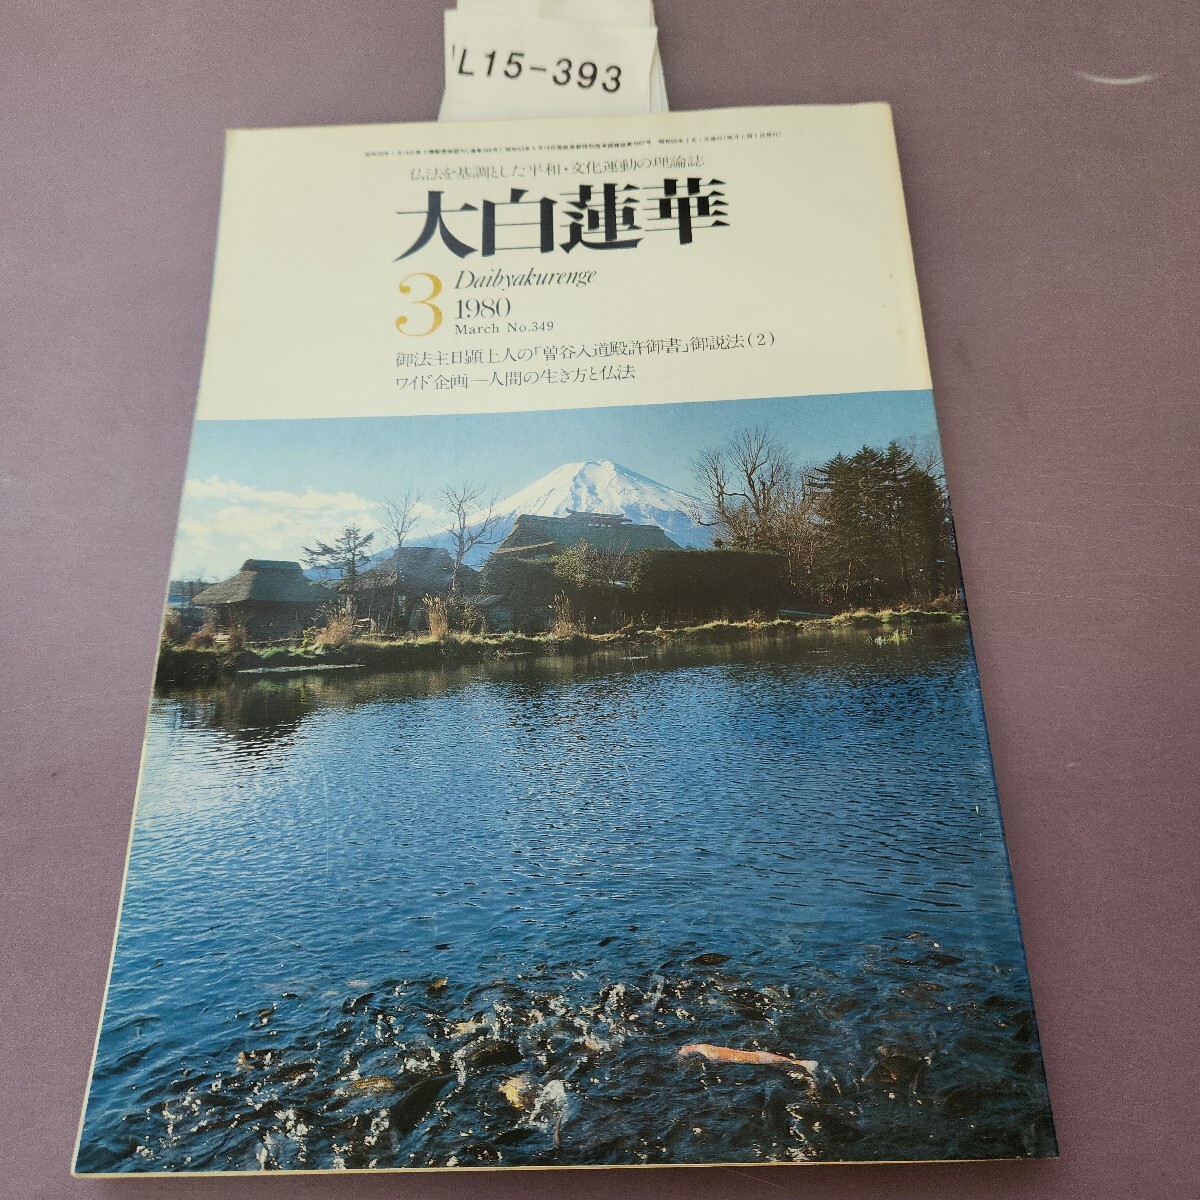 L15-393
仏法を基調とした平和・文化運動の理論誌
大白蓮華
3
Daibyakurenge
1980
March No.349
御法主日顕上人の「曽谷入道殿許御書」御説法(2)
ワイド企画―人間の生き方と仏法